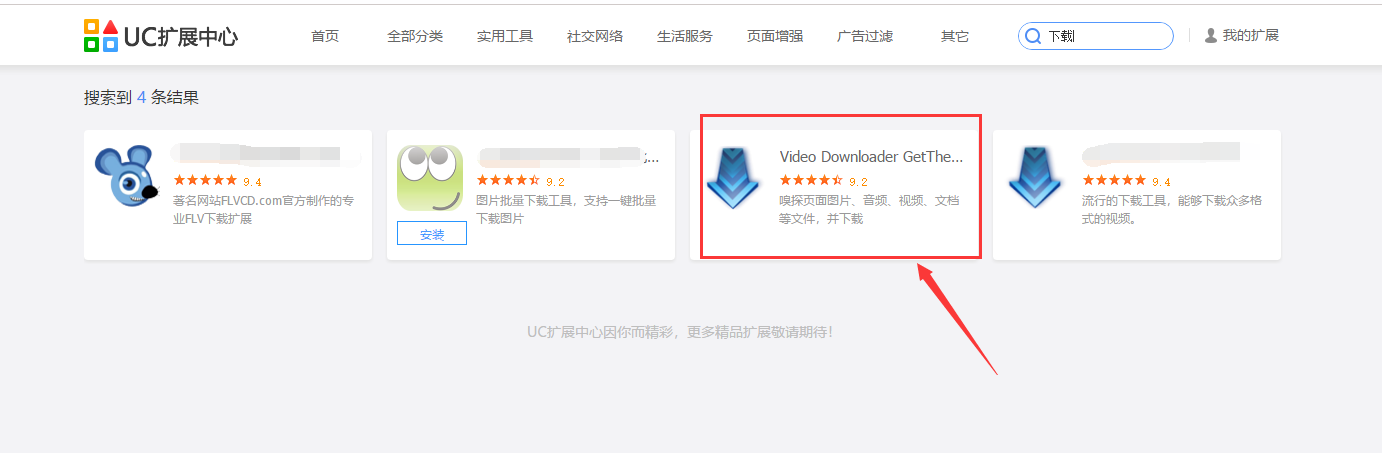 UC扩展中心
首页 全部分类 实用工具 社交网络 生活服务 页面增强 广告过滤 其它
下载
我的扩展
搜索到 4 条结果
9.4
著名网站FLVCD.com官方制作的专
业FLV下载扩展
...
9.2
图片批量下载工具，支持一键批量
下载图片
安装
Video Downloader GetThe...
9.2
嗅探页面图片、音频、视频、文档
等文件，并下载
9.4
流行的下载工具，能够下载众多格
式的视频。
UC扩展中心因你而精彩，更多精品扩展敬请期待！